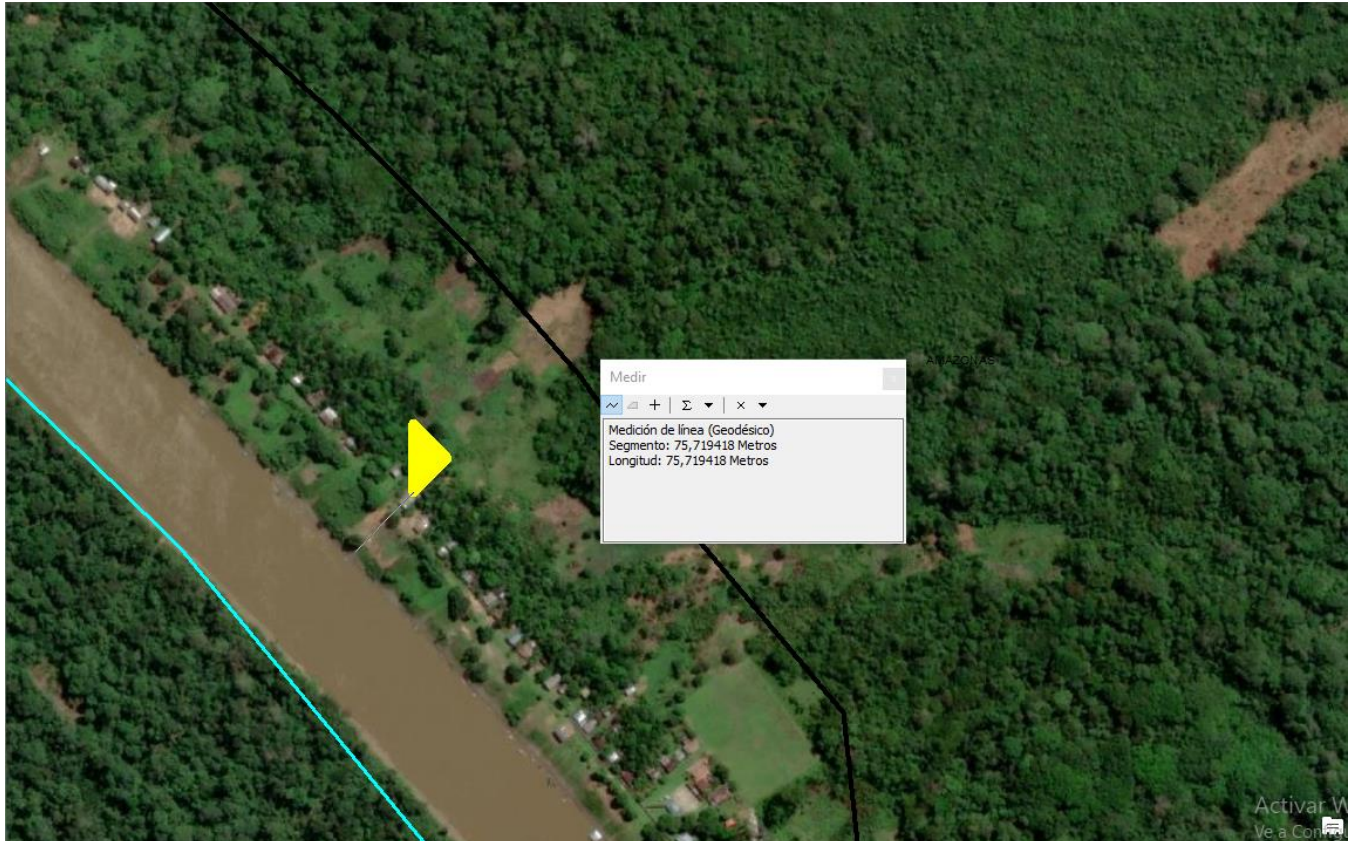 AMAZONAS
Medir
Medición de línea (Geodésico)
Segmento: 75,719418 Metros
Longitud: 75,719418 Metros
Activar W
Ve a Config